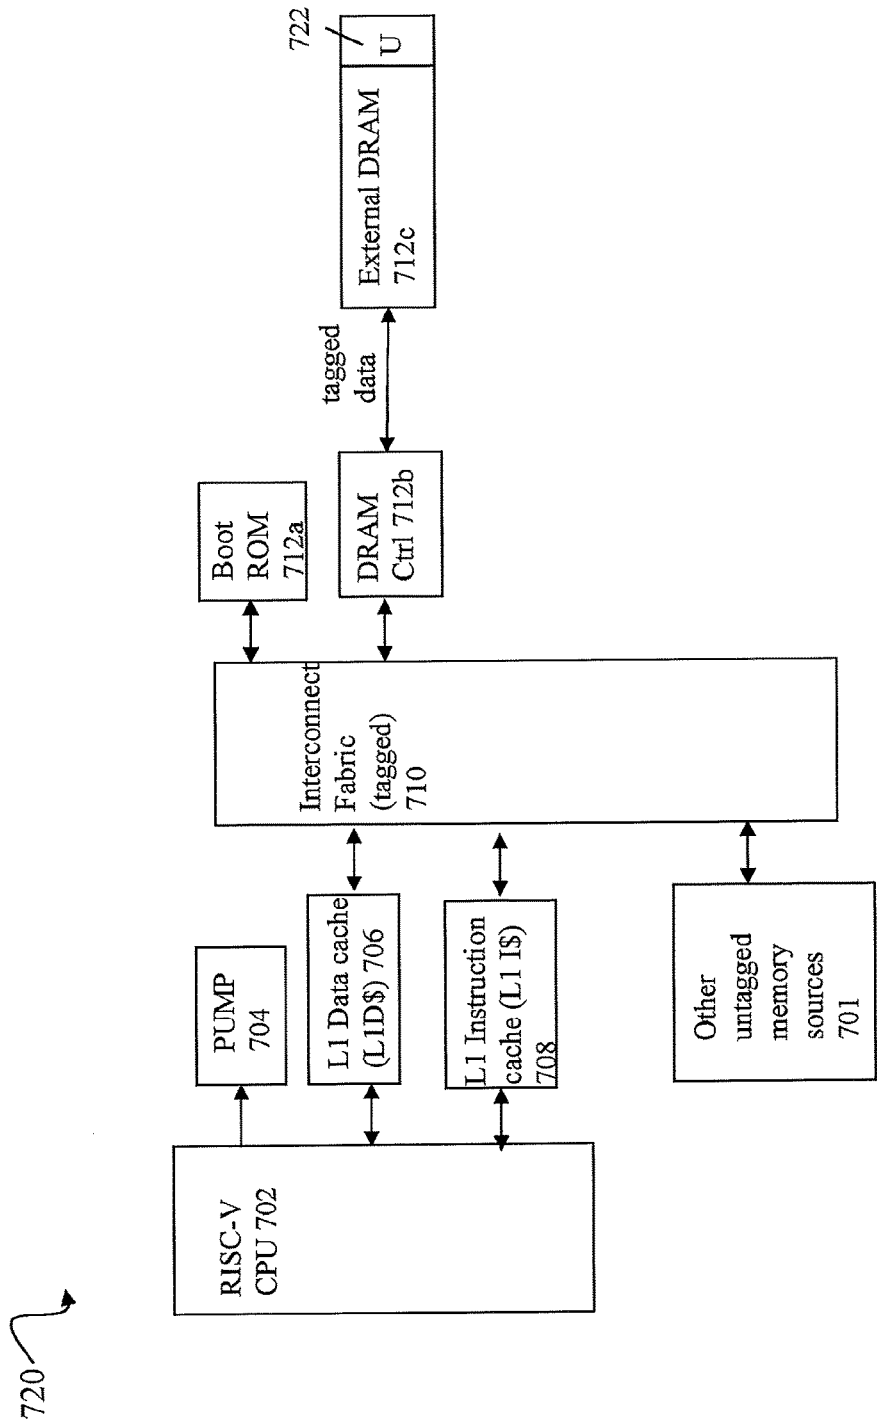 720
RISC-V
CPU 702
PUMP
704
L1 Data cache
(L1D$) 706
L1 Instruction
cache (L1 I$)
708
Other
untagged
memory
sources
701
Interconnect
Fabric
(tagged)
710
Boot
ROM
712a
DRAM
Ctrl 712b
tagged
data
External DRAM
712c
U
722